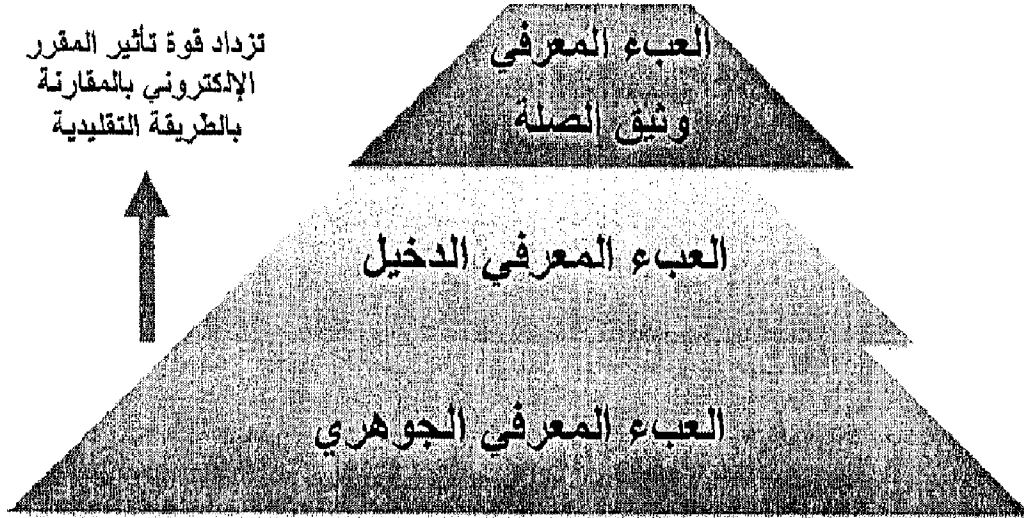 تزداد قوة تأثير المقرر
الإلكتروني بالمقارنة
بالطريقة التقليدية
العبء المعرفي
وثيق الصلة
العبء المعرفي الدخيل
العبء المعرفي الجوهري